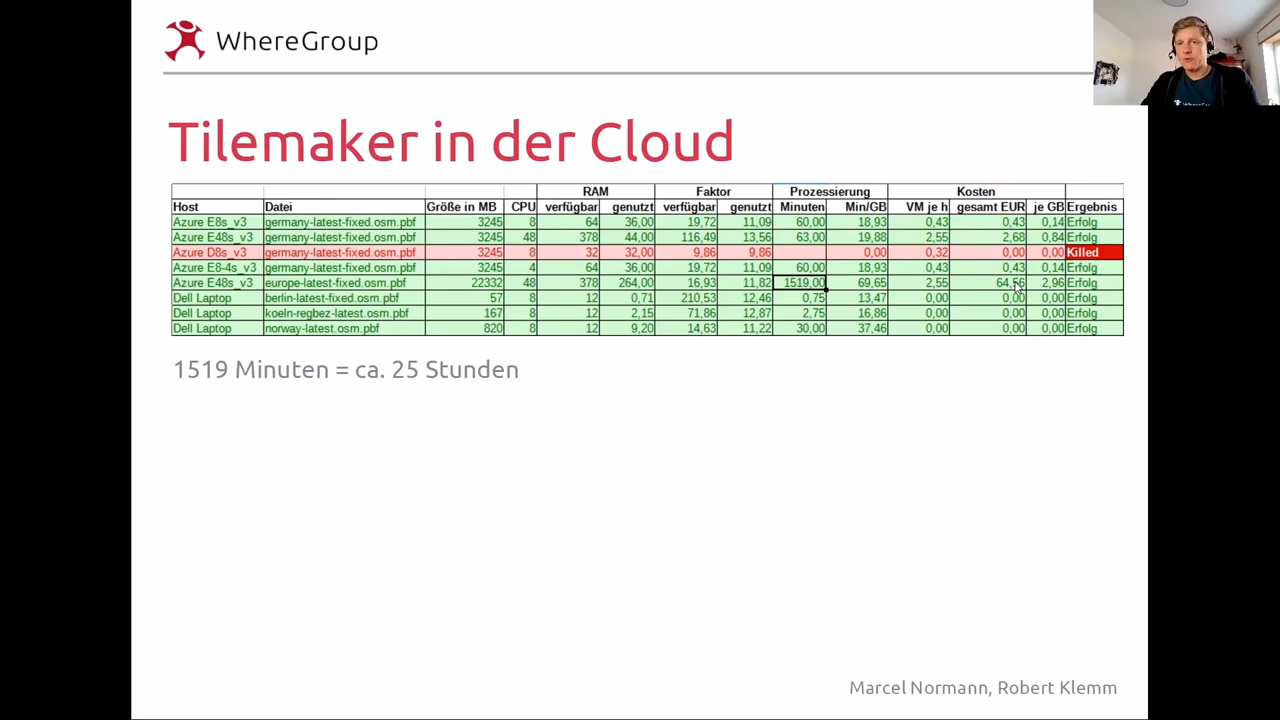 WhereGroup
Tilemaker in der Cloud
RAM Faktor Prozessierung Kosten
Host Datei Größe in MB CPU verfügbar genutzt verfügbar genutzt Minuten Min/GB VM je h gesamt EUR je GB Ergebnis
Azure E8s_v3 germany-latest-fixed.osm.pbf 3245 8 64 36,00 19,72 11,09 60,00 18,93 0,43 0,43 0,14 Erfolg
Azure E48s_v3 germany-latest-fixed.osm.pbf 3245 48 378 44,00 116,49 13,56 63,00 19,88 2,55 2,68 0,84 Erfolg
Azure D8s_v3 germany-latest-fixed.osm.pbf 3245 8 32 32,00 9,86 9,86 0,00 0,32 0,00 0,00 Killed
Azure E8-4s_v3 germany-latest-fixed.osm.pbf 3245 4 64 36,00 19,72 11,09 60,00 18,93 0,43 0,43 0,14 Erfolg
Azure E48s_v3 europe-latest-fixed.osm.pbf 22332 48 378 264,00 16,93 11,82 1519,00 69,65 2,55 64,56 2,96 Erfolg
Dell Laptop berlin-latest-fixed.osm.pbf 57 8 12 0,71 210,53 12,46 0,75 13,47 0,00 0,00 0,00 Erfolg
Dell Laptop koeln-regbez-latest.osm.pbf 167 8 12 2,15 71,86 12,87 2,75 16,86 0,00 0,00 0,00 Erfolg
Dell Laptop norway-latest.osm.pbf 820 8 12 9,20 14,63 11,22 30,00 37,46 0,00 0,00 0,00 Erfolg
1519 Minuten = ca. 25 Stunden
Marcel Normann, Robert Klemm